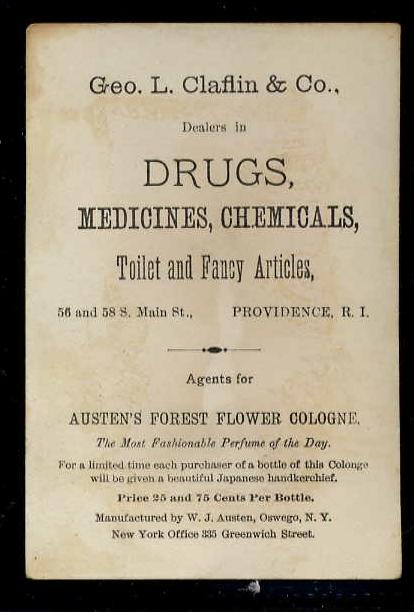 Geo. L. Claflin & Co.,
Dealers in
DRUGS,
MEDICINES, CHEMICALS,
Toilet and Fancy Articles,
56 and 58 S. Main St., PROVIDENCE, R. I.
Agents for
AUSTEN'S FOREST FLOWER COLOGNE.
The Most Fashionable Perfume of the Day.
For a limited time each purchaser of a bottle of this Colonge
will be given a beautiful Japanese handkerchief.
Price 25 and 75 Cents Per Bottle.
Manufactured by W. J. Austen, Oswego, N. Y.
New York Office 335 Greenwich Street.